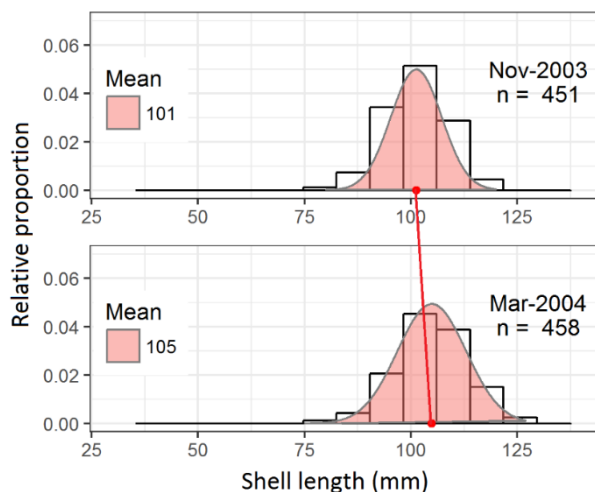 Relative proportion
0.06
0.04
0.02
0.00
Mean
101
Nov-2003
n = 451
25 50 75 100 125
0.06
0.04
0.02
0.00
Mean
105
Mar-2004
n = 458
25 50 75 100 125
Shell length (mm)